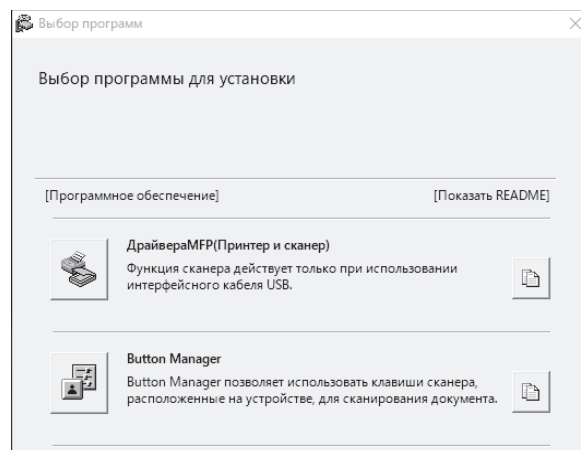 Выбор программ
Выбор программы для установки
[Программное обеспечение] [Показать README]
ДрайвераMFP(Принтер и сканер)
Функция сканера действует только при использовании
интерфейсного кабеля USB.
Button Manager
Button Manager позволяет использовать клавиши сканера,
расположенные на устройстве, для сканирования документа.